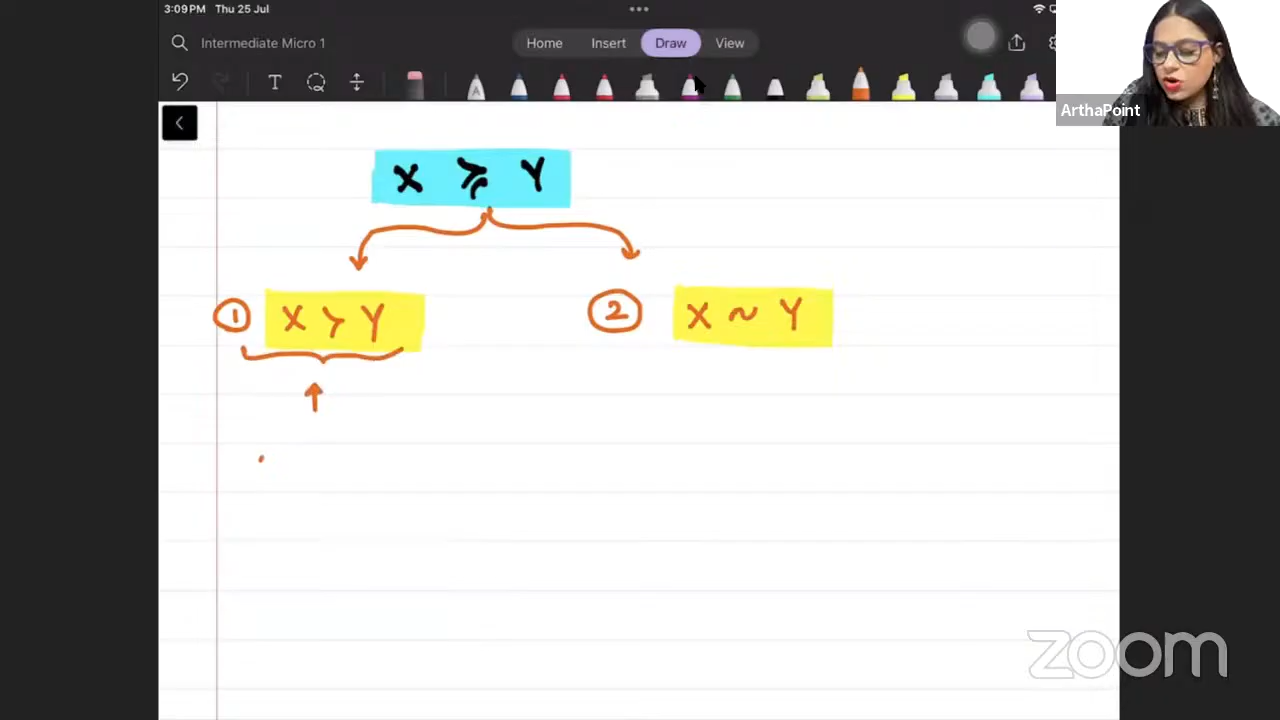 3:09 PM Thu 25 Jul
Intermediate Micro 1
Home Insert Draw View
T
A
ArthaPoint
X ≽ Y
① X ≻ Y ② X ~ Y
zoom